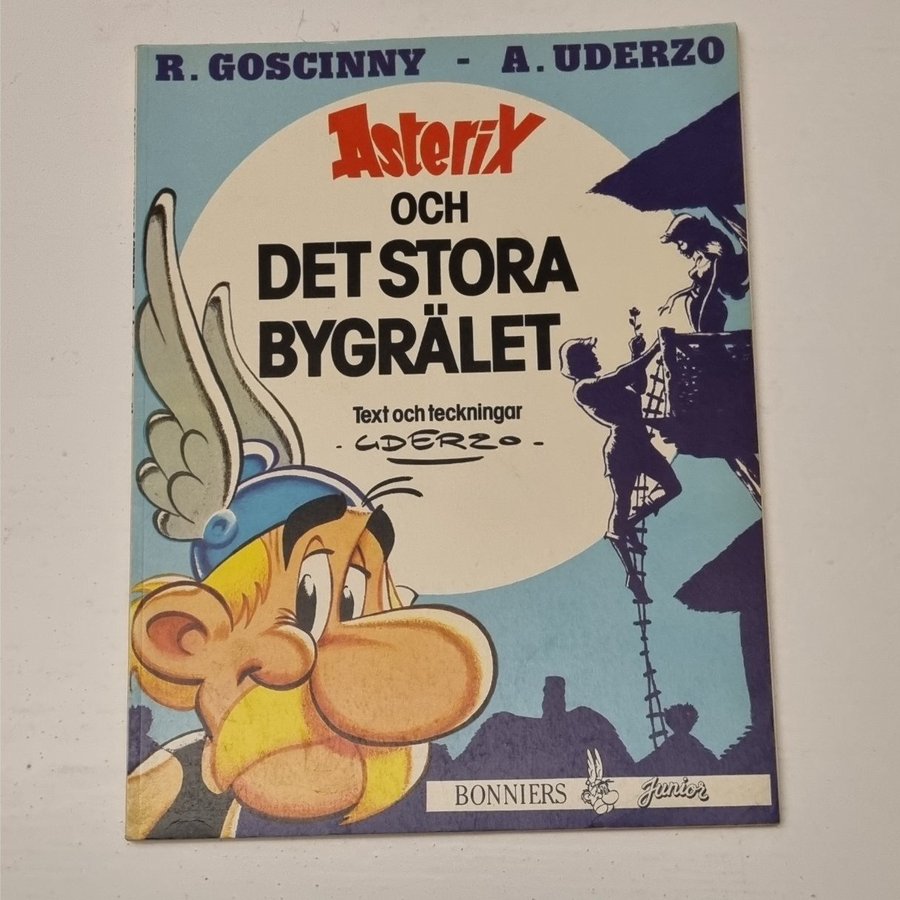 R. GOSCINNY - A. UDERZO
Asterix
OCH
DET STORA
BYGRÄLET
Text och teckningar
- UDERZO -
BONNIERS Junior